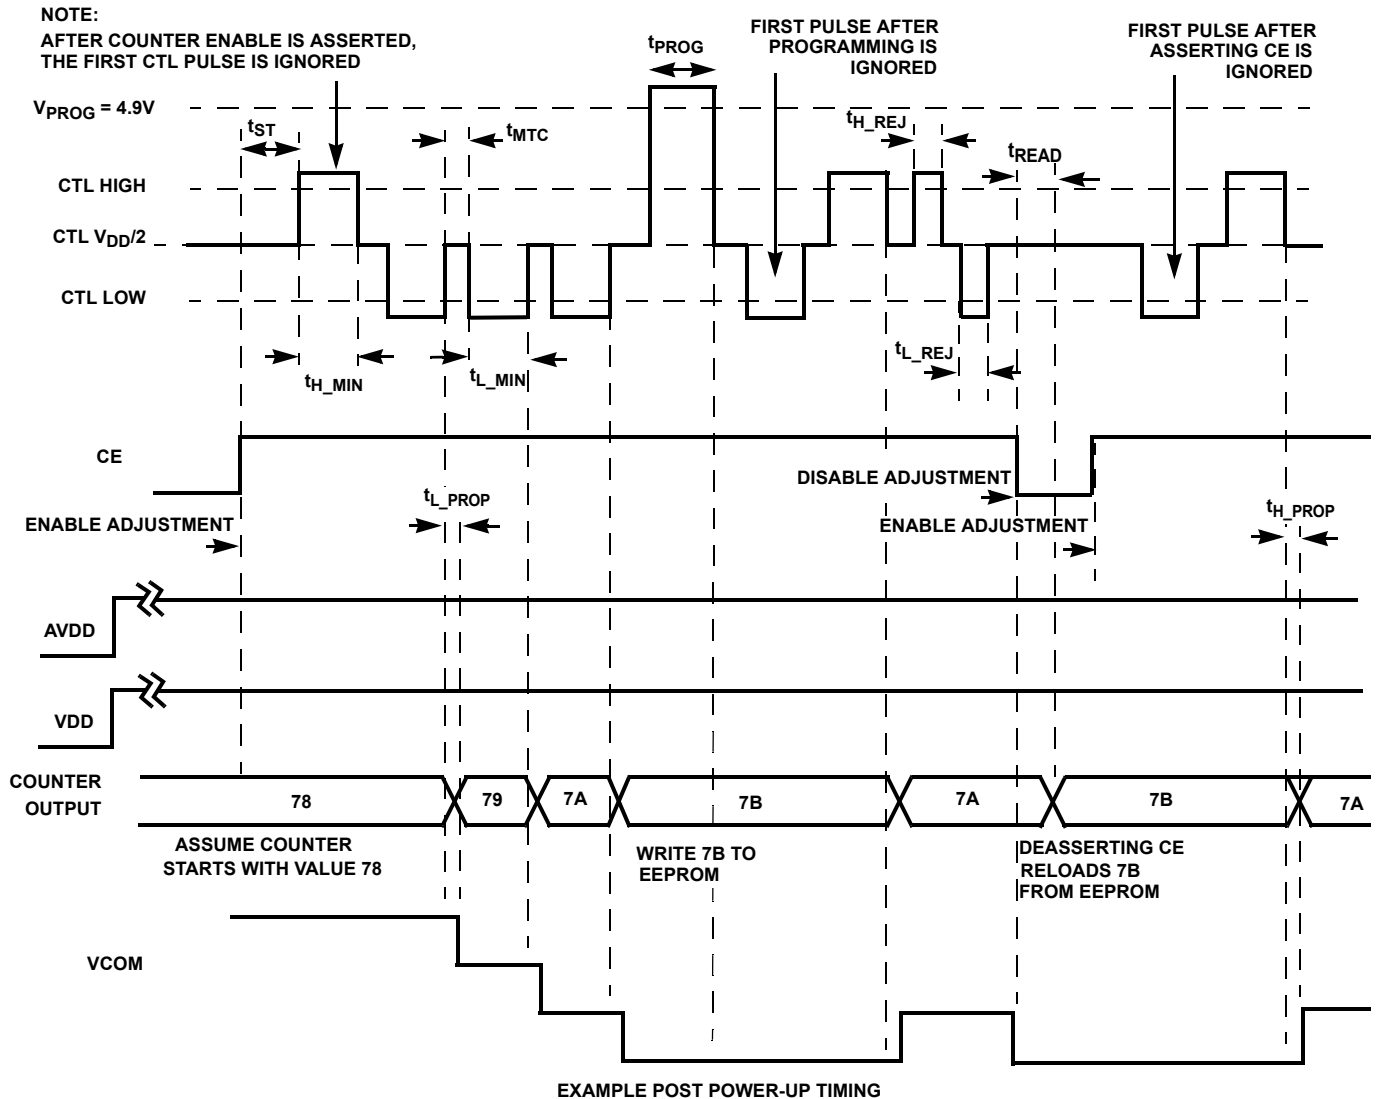 NOTE:
AFTER COUNTER ENABLE IS ASSERTED,
THE FIRST CTL PULSE IS IGNORED
tPROG
FIRST PULSE AFTER
PROGRAMMING IS
IGNORED
FIRST PULSE AFTER
ASSERTING CE IS
IGNORED
VPROG = 4.9V
tST
tMTC
tH_REJ
tREAD
CTL HIGH
CTL VDD/2
CTL LOW
tH_MIN
tL_MIN
tL_REJ
CE
DISABLE ADJUSTMENT
tL_PROP
tH_PROP
ENABLE ADJUSTMENT
ENABLE ADJUSTMENT
AVDD
VDD
COUNTER
OUTPUT
78
79
7A
7B
7A
7B
7A
ASSUME COUNTER
STARTS WITH VALUE 78
WRITE 7B TO
EEPROM
DEASSERTING CE
RELOADS 7B
FROM EEPROM
VCOM
EXAMPLE POST POWER-UP TIMING